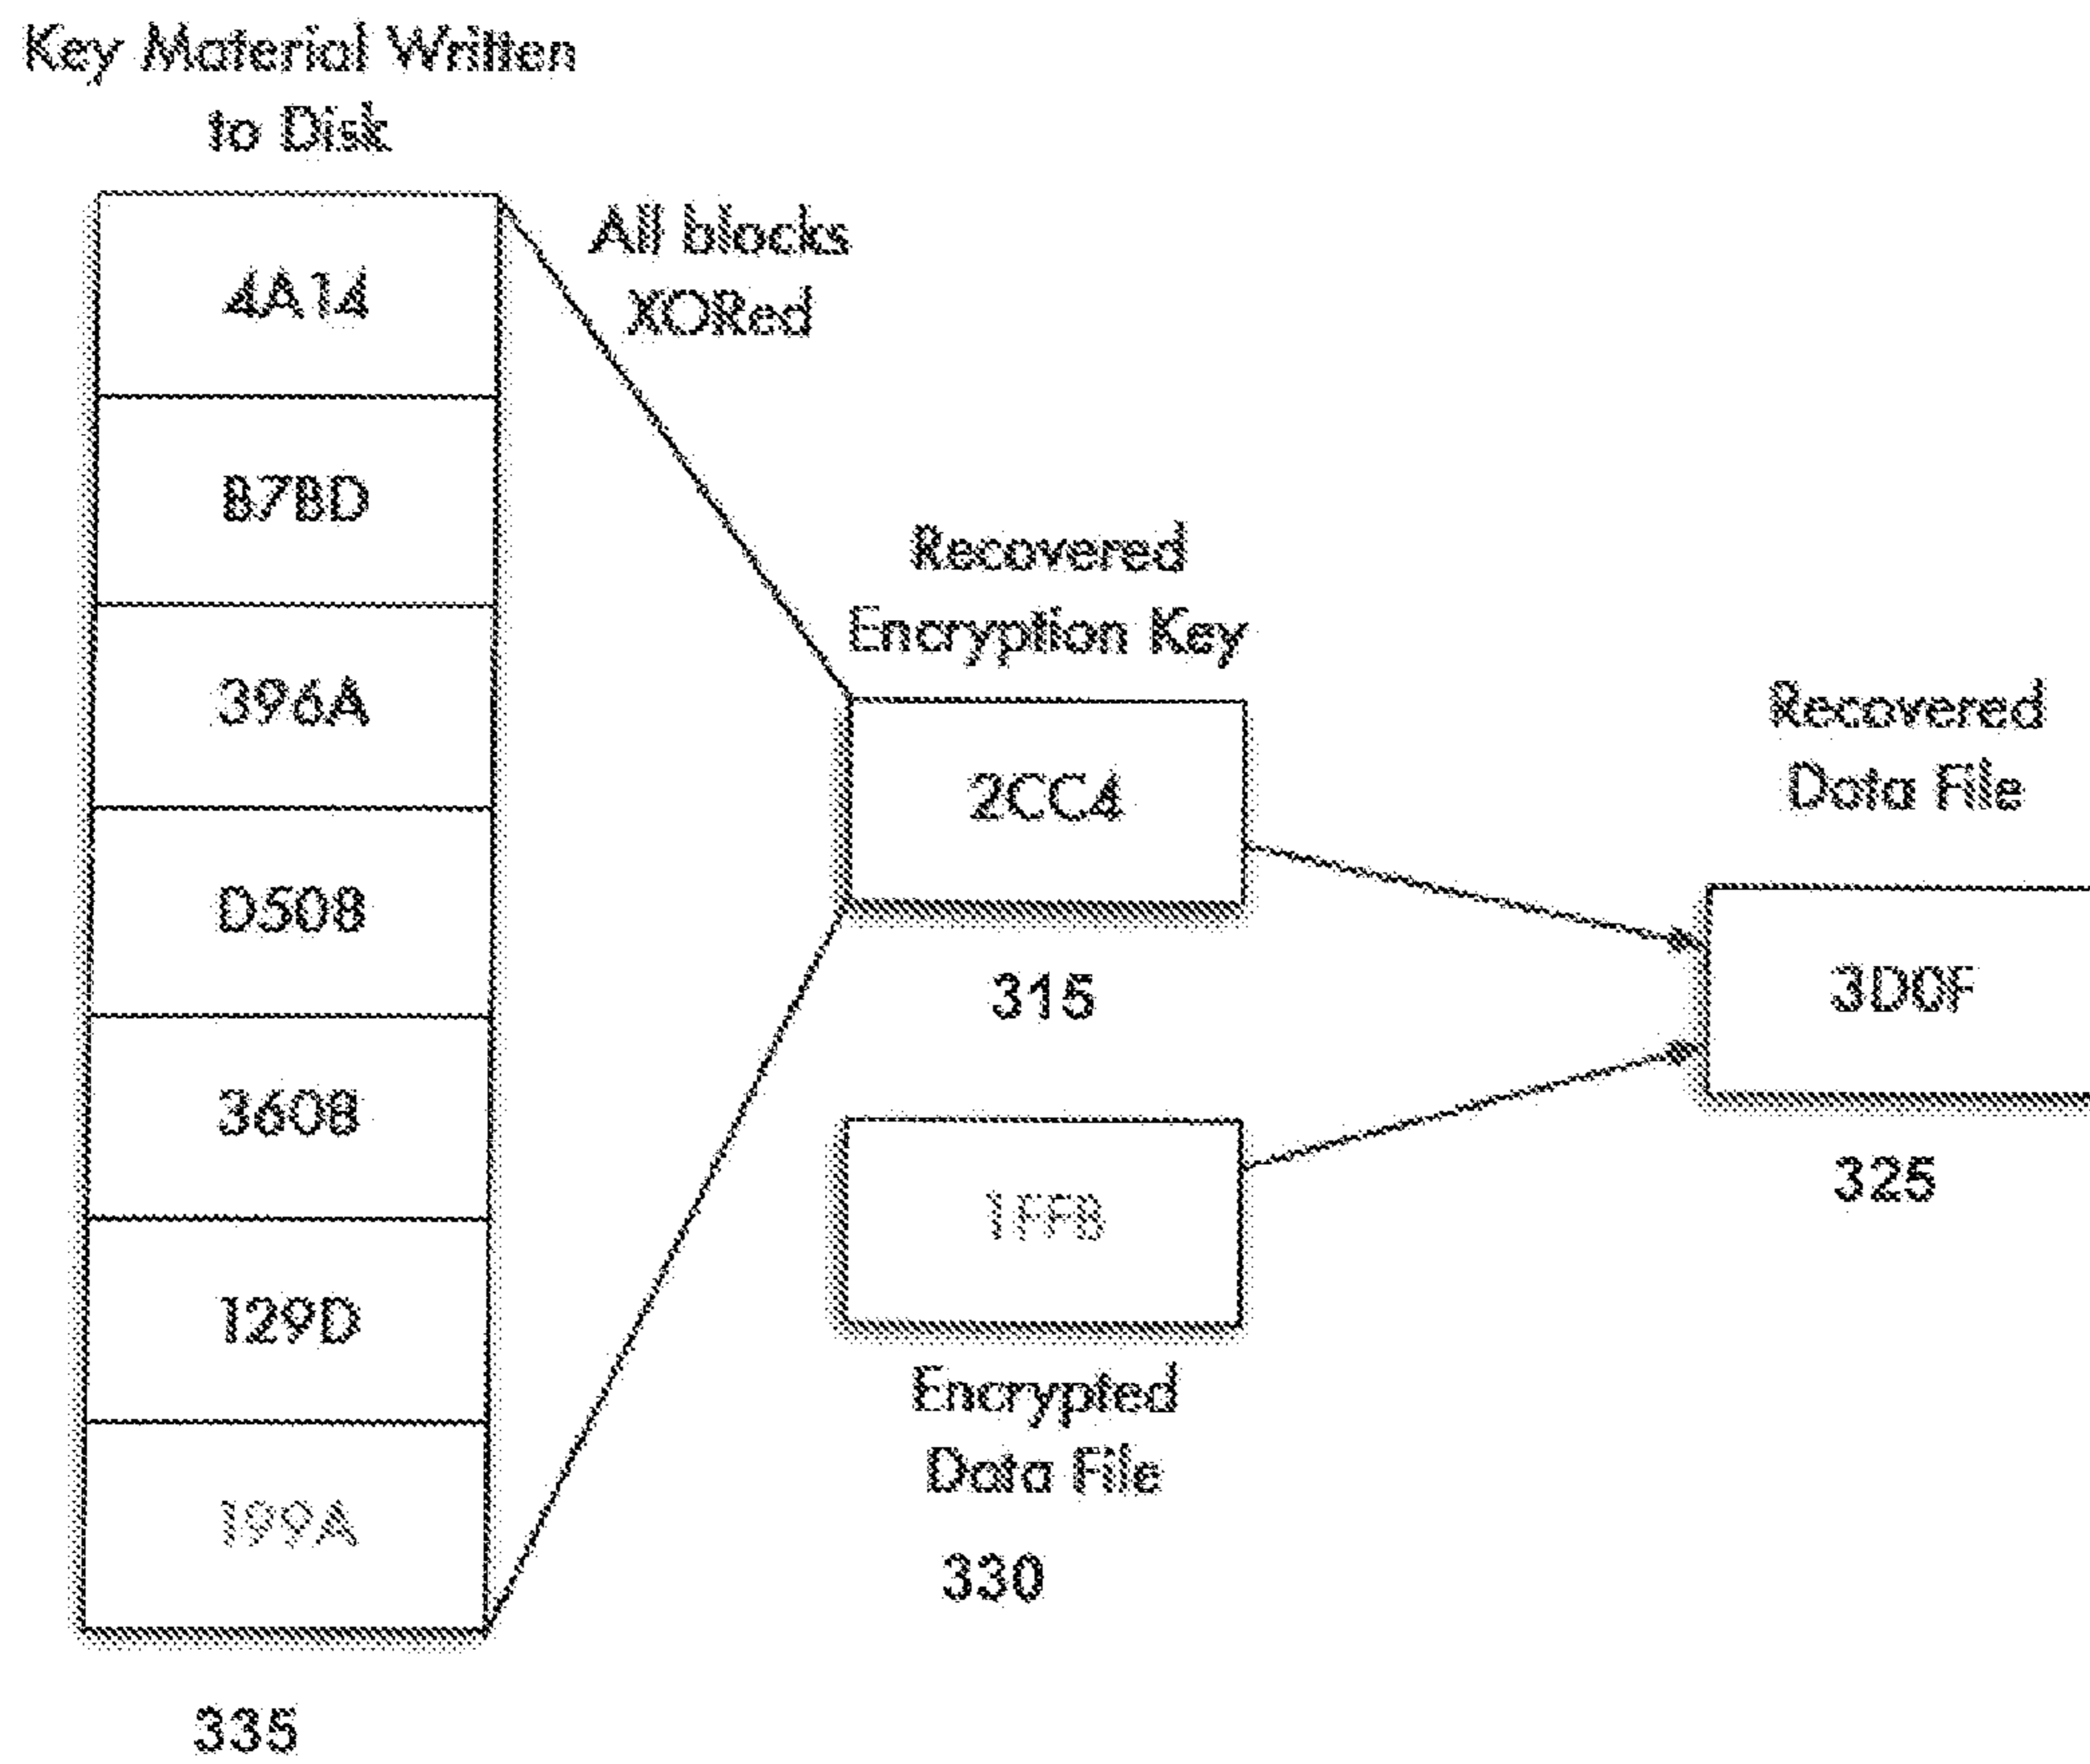 Key Material Written
to Disk
All blocks
XORed
4A14
B7BD
396A
D508
3608
129D
199A
335
Recovered
Encryption Key
2CC4
315
1FFB
Encrypted
Data File
330
Recovered
Data File
3D0F
325